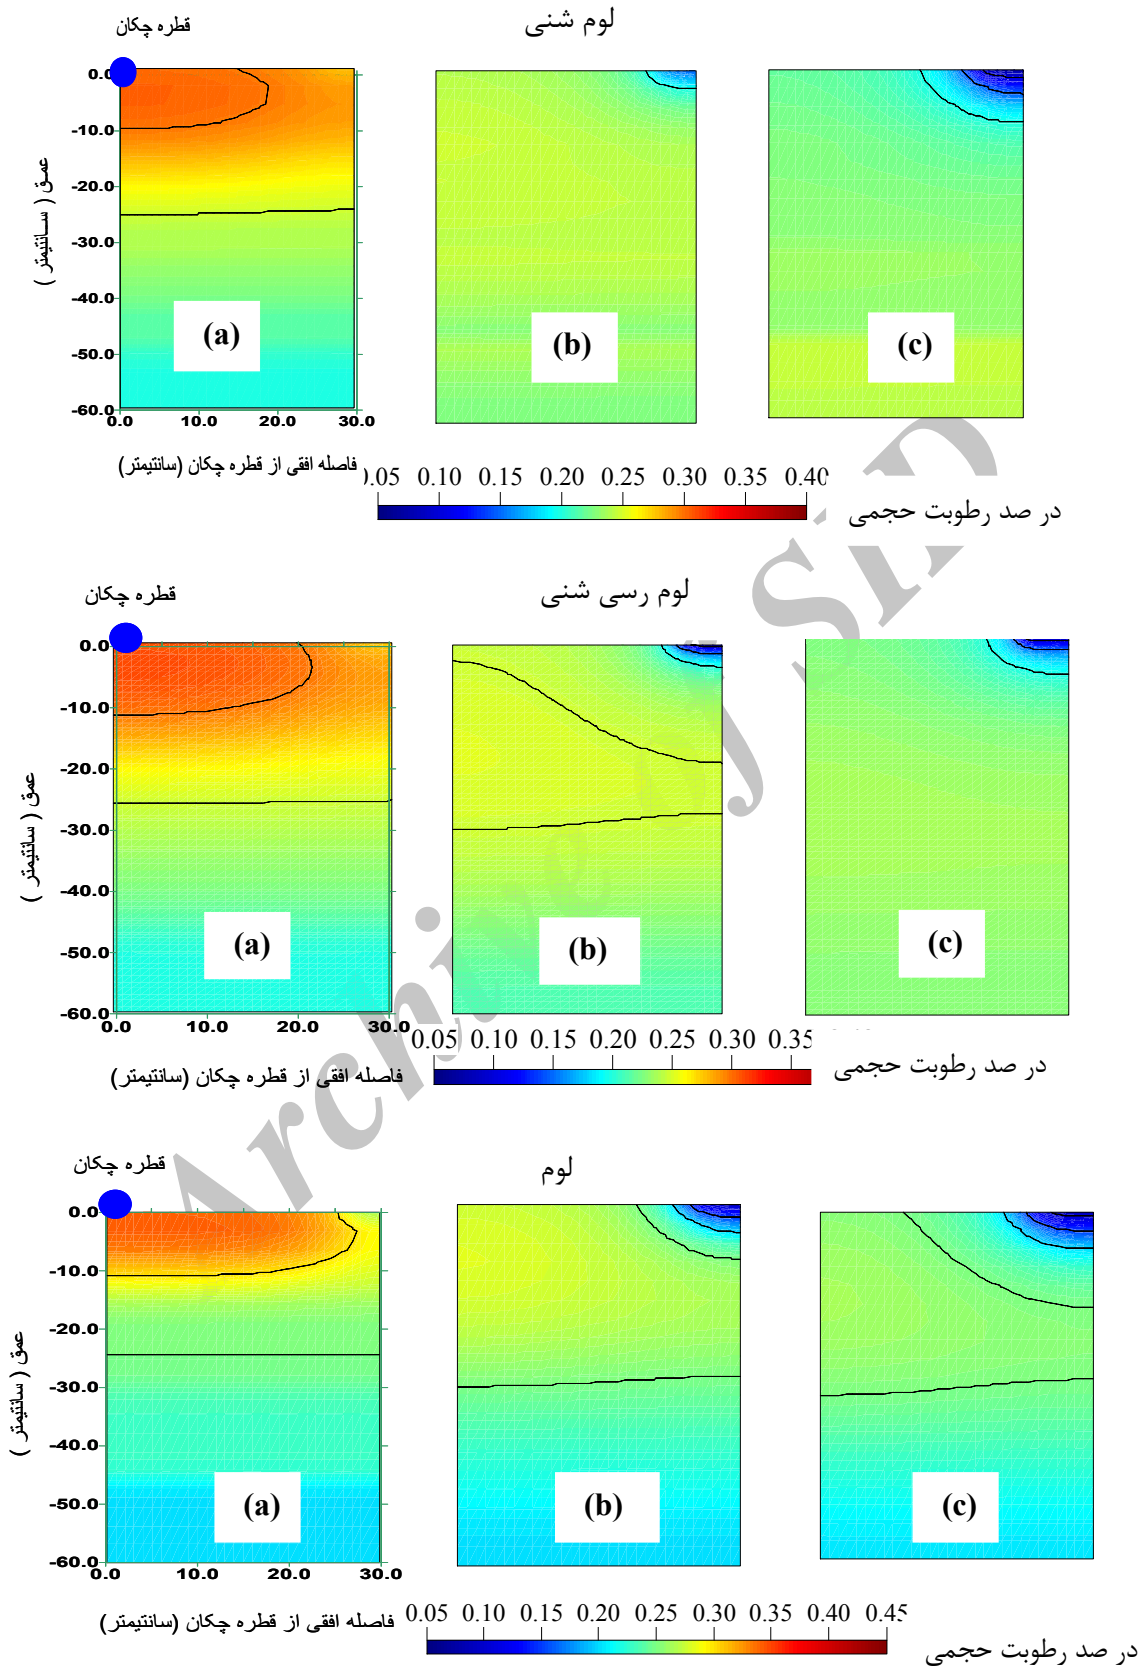 لوم شنی
قطره چکان
0.0
-10.0
-20.0
-30.0
-40.0
-50.0
-60.0
0.0 10.0 20.0 30.0
عمق ( سانتیمتر )
(a)
(b)
(c)
فاصله افقی از قطره چکان (سانتیمتر)
0.05 0.10 0.15 0.20 0.25 0.30 0.35 0.40
در صد رطوبت حجمی
لوم رسی شنی
قطره چکان
0.0
-10.0
-20.0
-30.0
-40.0
-50.0
-60.0
0.0 10.0 20.0 30.0
عمق ( سانتیمتر )
(a)
(b)
(c)
0.05 0.10 0.15 0.20 0.25 0.30 0.35
فاصله افقی از قطره چکان (سانتیمتر)
در صد رطوبت حجمی
لوم
قطره چکان
0.0
-10.0
-20.0
-30.0
-40.0
-50.0
-60.0
0.0 10.0 20.0 30.0
عمق ( سانتیمتر )
(a)
(b)
(c)
فاصله افقی از قطره چکان (سانتیمتر)
0.05 0.10 0.15 0.20 0.25 0.30 0.35 0.40 0.45
در صد رطوبت حجمی
Archive of SID